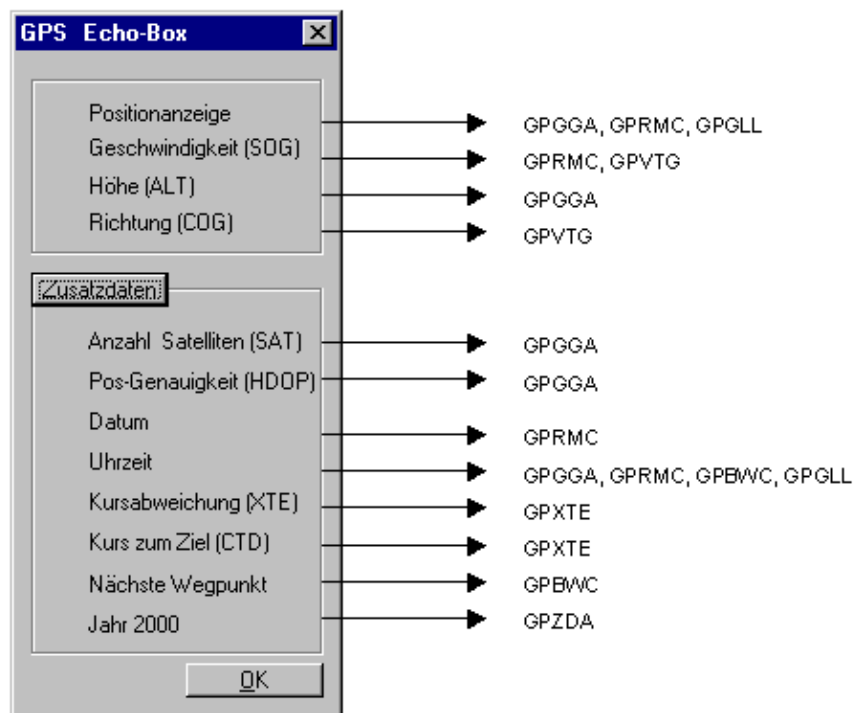 GPS Echo-Box
Positionanzeige GPGGA, GPRMC, GPGLL
Geschwindigkeit (SOG) GPRMC, GPVTG
Höhe (ALT) GPGGA
Richtung (COG) GPVTG
Zusatzdaten
Anzahl Satelliten (SAT) GPGGA
Pos-Genauigkeit (HDOP) GPGGA
Datum GPRMC
Uhrzeit GPGGA, GPRMC, GPBWC, GPGLL
Kursabweichung (XTE) GPXTE
Kurs zum Ziel (CTD) GPXTE
Nächste Wegpunkt GPBWC
Jahr 2000 GPZDA
OK